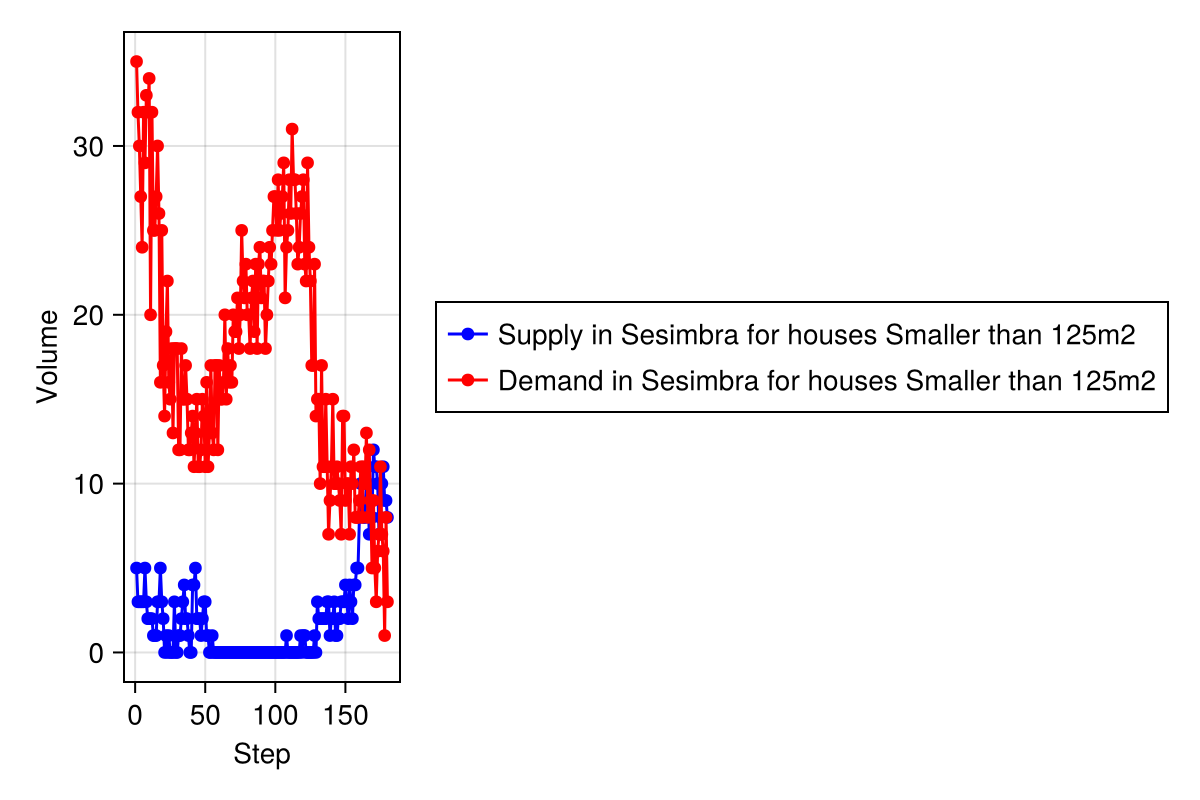 Volume
30
20
10
0
0 50 100 150
Step
Supply in Sesimbra for houses Smaller than 125m2
Demand in Sesimbra for houses Smaller than 125m2